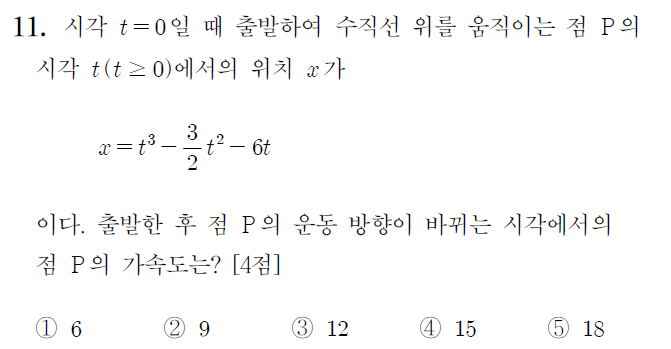 11. 시각 t=0일 때 출발하여 수직선 위를 움직이는 점 P의
시각 t(t≥0)에서의 위치 x가
x=t³-\frac{3}{2}t²-6t
이다. 출발한 후 점 P의 운동 방향이 바뀌는 시각에서의
점 P의 가속도는? [4점]
① 6 ② 9 ③ 12 ④ 15 ⑤ 18